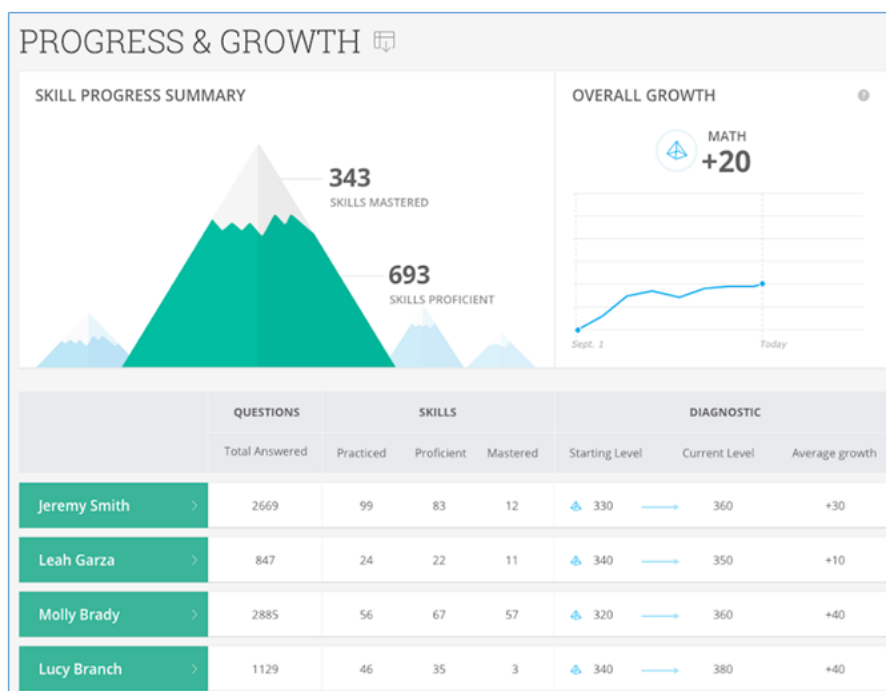 PROGRESS & GROWTH
SKILL PROGRESS SUMMARY
343
SKILLS MASTERED
693
SKILLS PROFICIENT
OVERALL GROWTH ?
MATH
+20
Sept. 1 Today
QUESTIONS SKILLS DIAGNOSTIC
Total Answered Practiced Proficient Mastered Starting Level Current Level Average growth
Jeremy Smith 2669 99 83 12 330 360 +30
Leah Garza 847 24 22 11 340 350 +10
Molly Brady 2885 56 67 57 320 360 +40
Lucy Branch 1129 46 35 3 340 380 +40